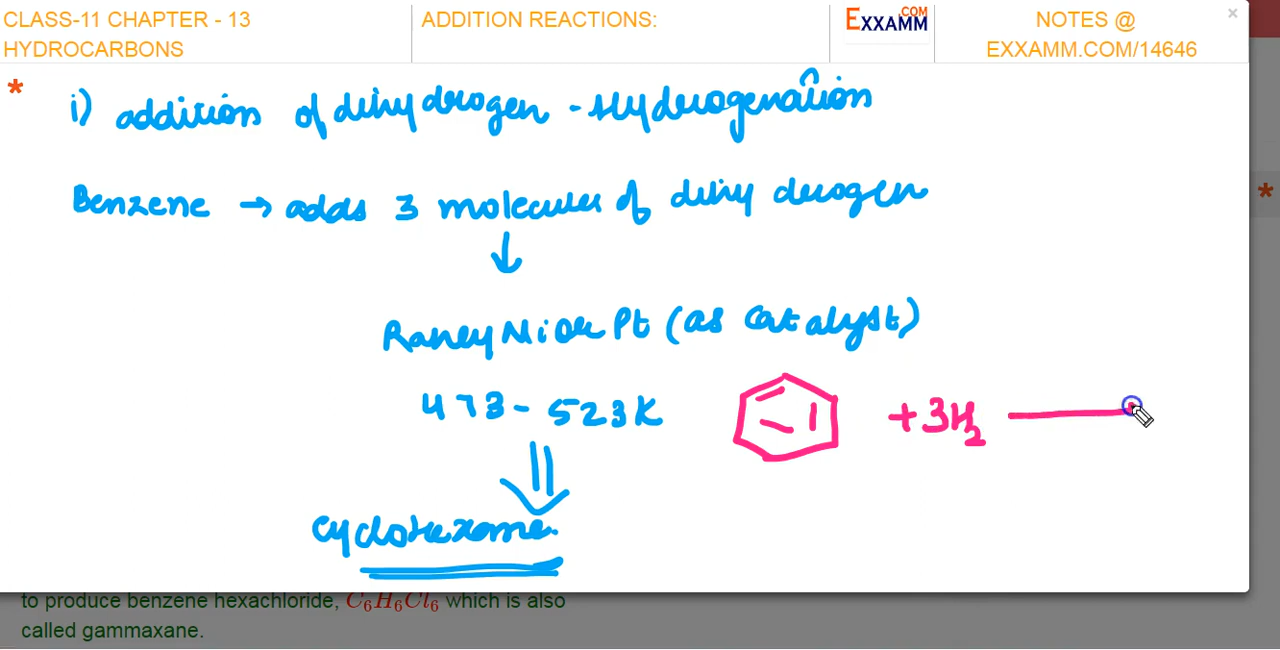 CLASS-11 CHAPTER - 13
HYDROCARBONS
ADDITION REACTIONS:
EXXAMM.COM
NOTES @
EXXAMM.COM/14646
×
* i) addition of dihydrogen - Hydrogenation
Benzene → adds 3 molecules of dihydrogen
*
↓
Raney Ni or Pt (as catalyst)
473 - 523K
+ 3H₂
cyclohexane.
to produce benzene hexachloride, C₆H₆Cl₆ which is also
called gammaxane.